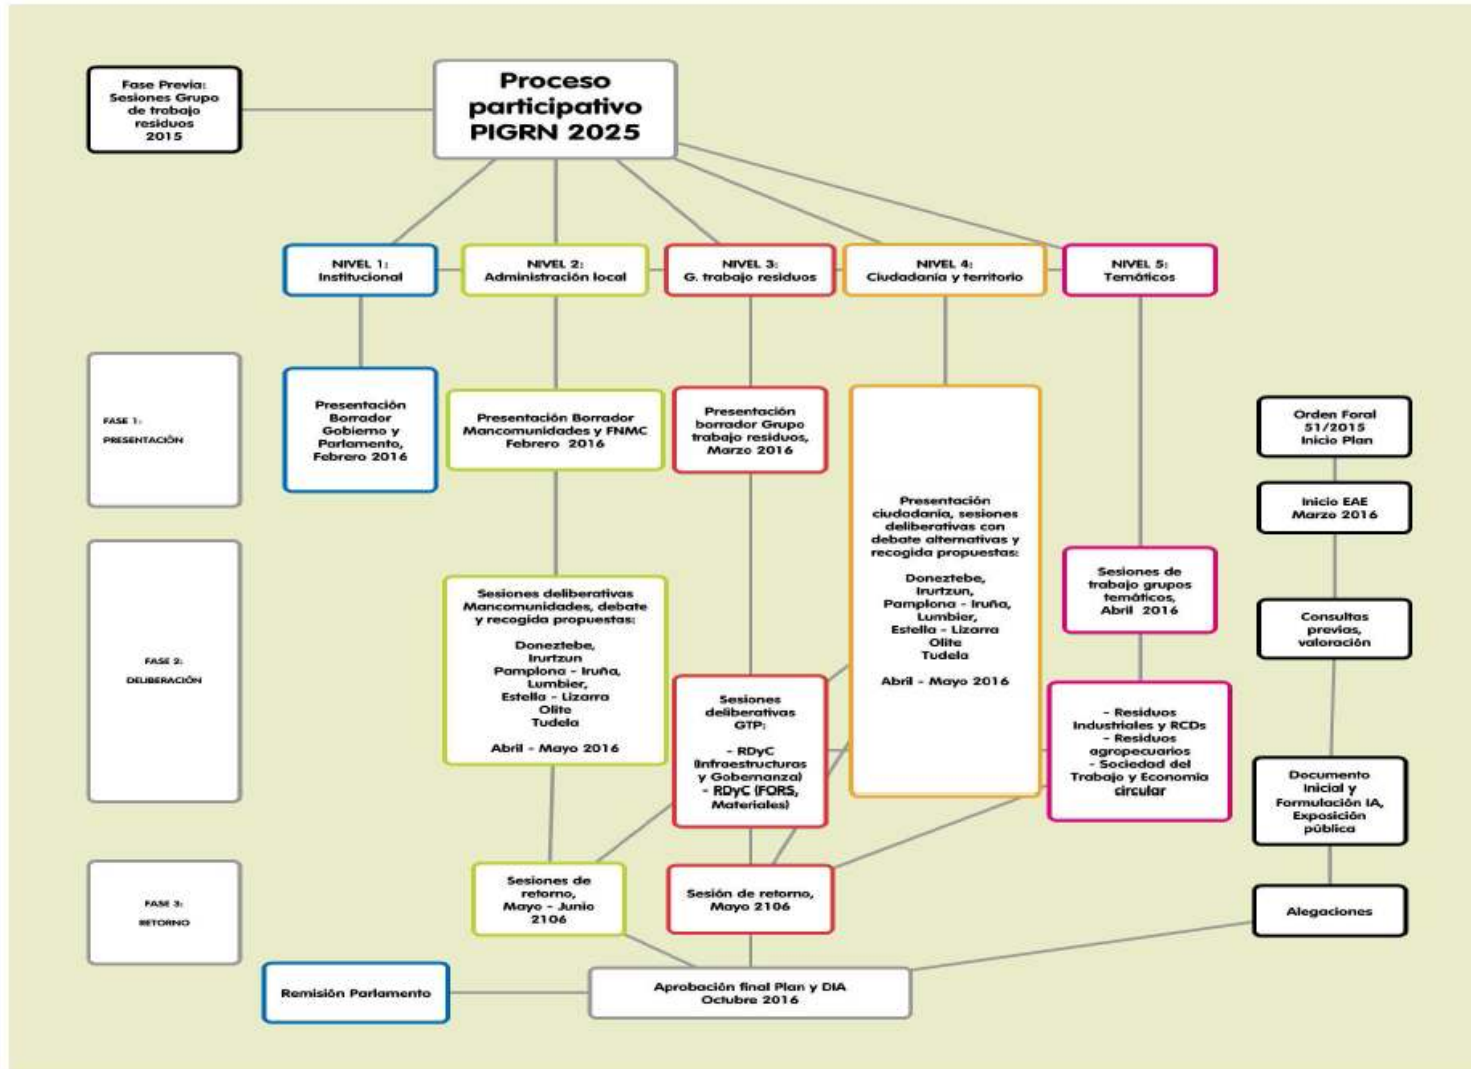 Fase Previa:
Sesiones Grupo
de trabajo
residuos
2015
Proceso
participativo
PIGRN 2025
NIVEL 1:
Institucional
NIVEL 2:
Administración local
NIVEL 3:
G. trabajo residuos
NIVEL 4:
Ciudadanía y territorio
NIVEL 5:
Temáticos
FASE 1:
PRESENTACIÓN
Presentación
Borrador
Gobierno y
Parlamento,
Febrero 2016
Presentación Borrador
Mancomunidades y FNMC
Febrero 2016
Presentación
borrador Grupo
trabajo residuos,
Marzo 2016
Presentación
ciudadanía, sesiones
deliberativas con
debate alternativas y
recogida propuestas:
Doneztebe,
Irurtzun,
Pamplona - Iruña,
Lumbier,
Estella - Lizarra
Olite
Tudela
Abril - Mayo 2016
Orden Foral
51/2015
Inicio Plan
Inicio EAE
Marzo 2016
FASE 2:
DELIBERACIÓN
Sesiones deliberativas
Mancomunidades, debate
y recogida propuestas:
Doneztebe,
Irurtzun
Pamplona - Iruña,
Lumbier,
Estella - Lizarra
Olite
Tudela
Abril - Mayo 2016
Sesiones
deliberativas
GTP:
- RDyC
(Infraestructuras
y Gobernanza)
- RDyC (FORS,
Materiales)
Sesiones de
trabajo grupos
temáticos,
Abril 2016
- Residuos
Industriales y RCDs
- Residuos
agropecuarios
- Sociedad del
Trabajo y Economía
circular
Consultas
previas,
valoración
Documento
Inicial y
Formulación IA,
Exposición
pública
FASE 3:
RETORNO
Sesiones de
retorno,
Mayo - Junio
2106
Sesión de retorno,
Mayo 2106
Alegaciones
Remisión Parlamento
Aprobación final Plan y DIA
Octubre 2016